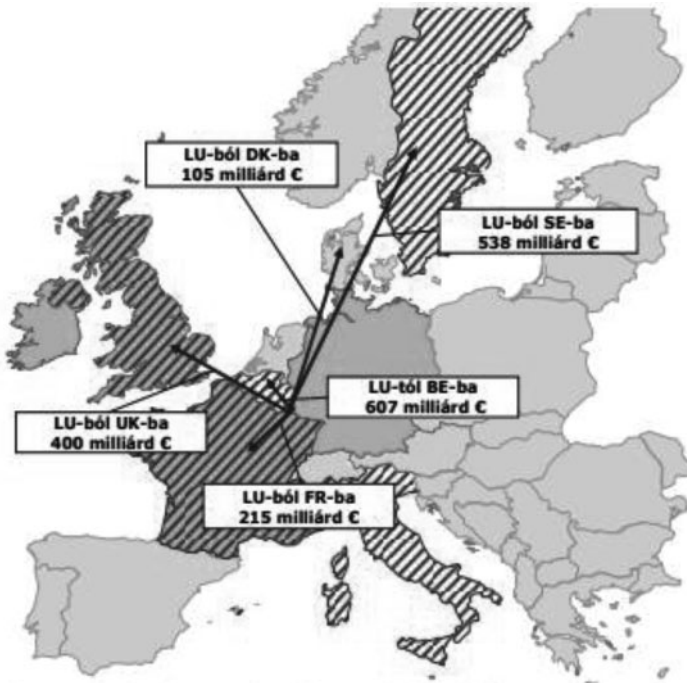 LU-ból DK-ba
105 milliárd €
LU-ból SE-ba
538 milliárd €
LU-tól BE-ba
607 milliárd €
LU-ból UK-ba
400 milliárd €
LU-ból FR-ba
215 milliárd €